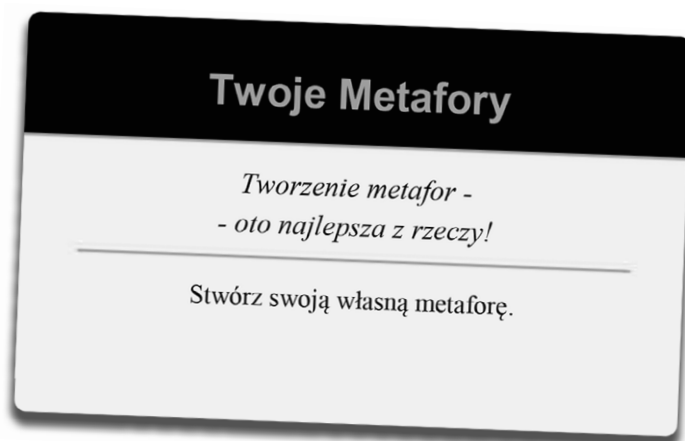 Twoje Metafory
Tworzenie metafor -
- oto najlepsza z rzeczy!
Stwórz swoją własną metaforę.